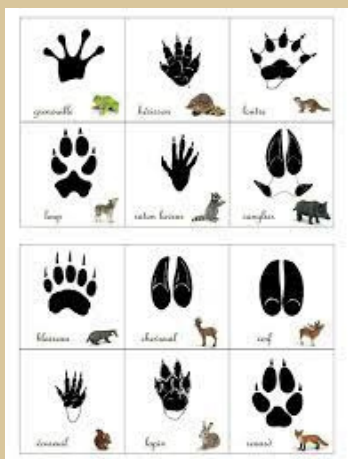 grenouille
hérisson
loutre
loup
raton laveur
sanglier
blaireau
chevreuil
cerf
écureuil
lapin
renard